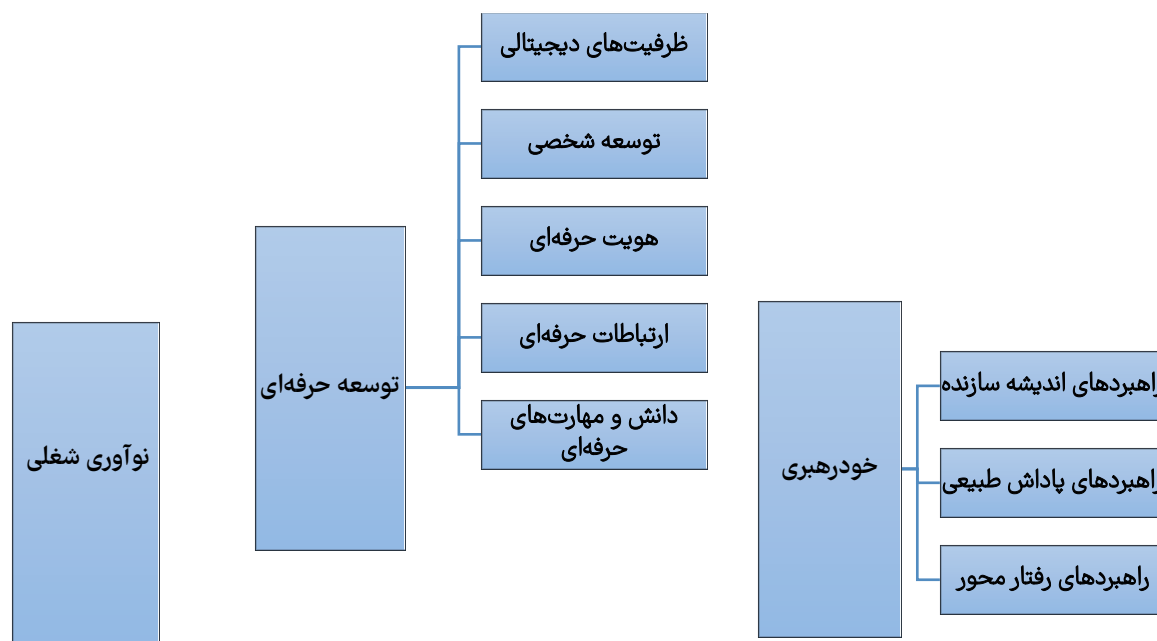 ظرفیت‌های دیجیتالی
توسعه شخصی
هویت حرفه‌ای
ارتباطات حرفه‌ای
دانش و مهارت‌های
حرفه‌ای
توسعه حرفه‌ای
نوآوری شغلی
خودرهبری
راهبردهای اندیشه سازنده
راهبردهای پاداش طبیعی
راهبردهای رفتار محور